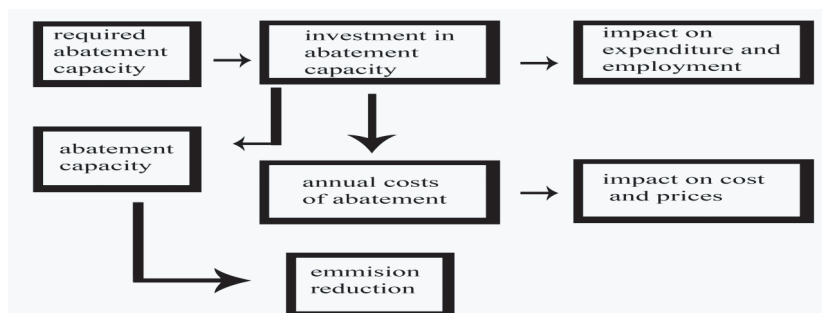 required
abatement
capacity
investment in
abatement
capacity
impact on
expenditure and
employment
abatement
capacity
annual costs
of abatement
impact on cost
and prices
emmision
reduction